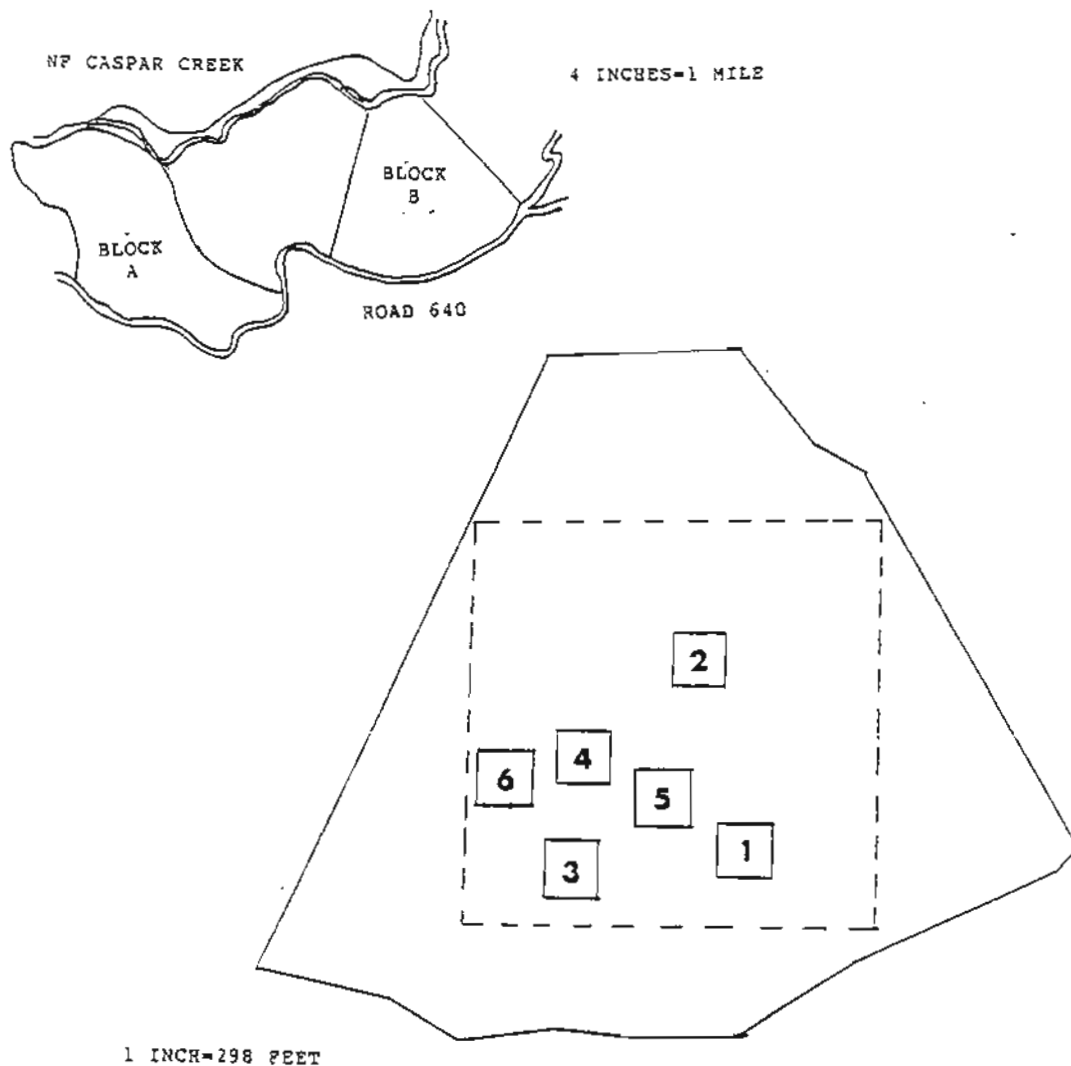 NF CASPAR CREEK
4 INCHES=1 MILE
BLOCK
B
BLOCK
A
ROAD 640
2
4
6
5
1
3
1 INCH=298 FEET